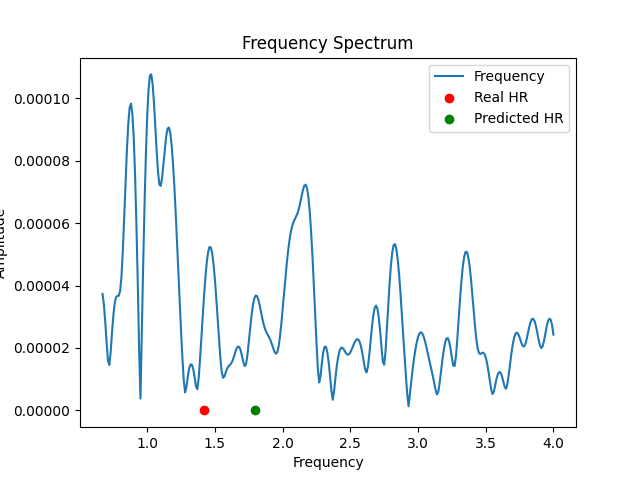 Frequency Spectrum
Frequency
Real HR
Predicted HR
0.00010
0.00008
0.00006
0.00004
0.00002
0.00000
Amplitude
1.0
1.5
2.0
2.5
3.0
3.5
4.0
Frequency